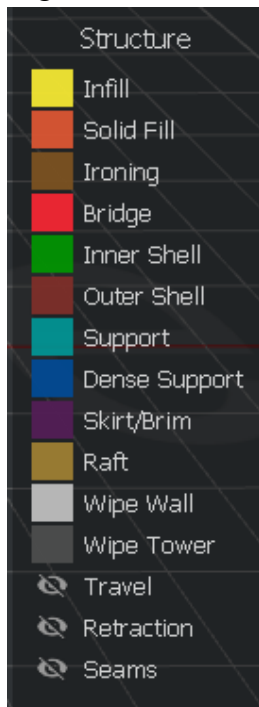 Structure
Infill
Solid Fill
Ironing
Bridge
Inner Shell
Outer Shell
Support
Dense Support
Skirt/Brim
Raft
Wipe Wall
Wipe Tower
Travel
Retraction
Seams